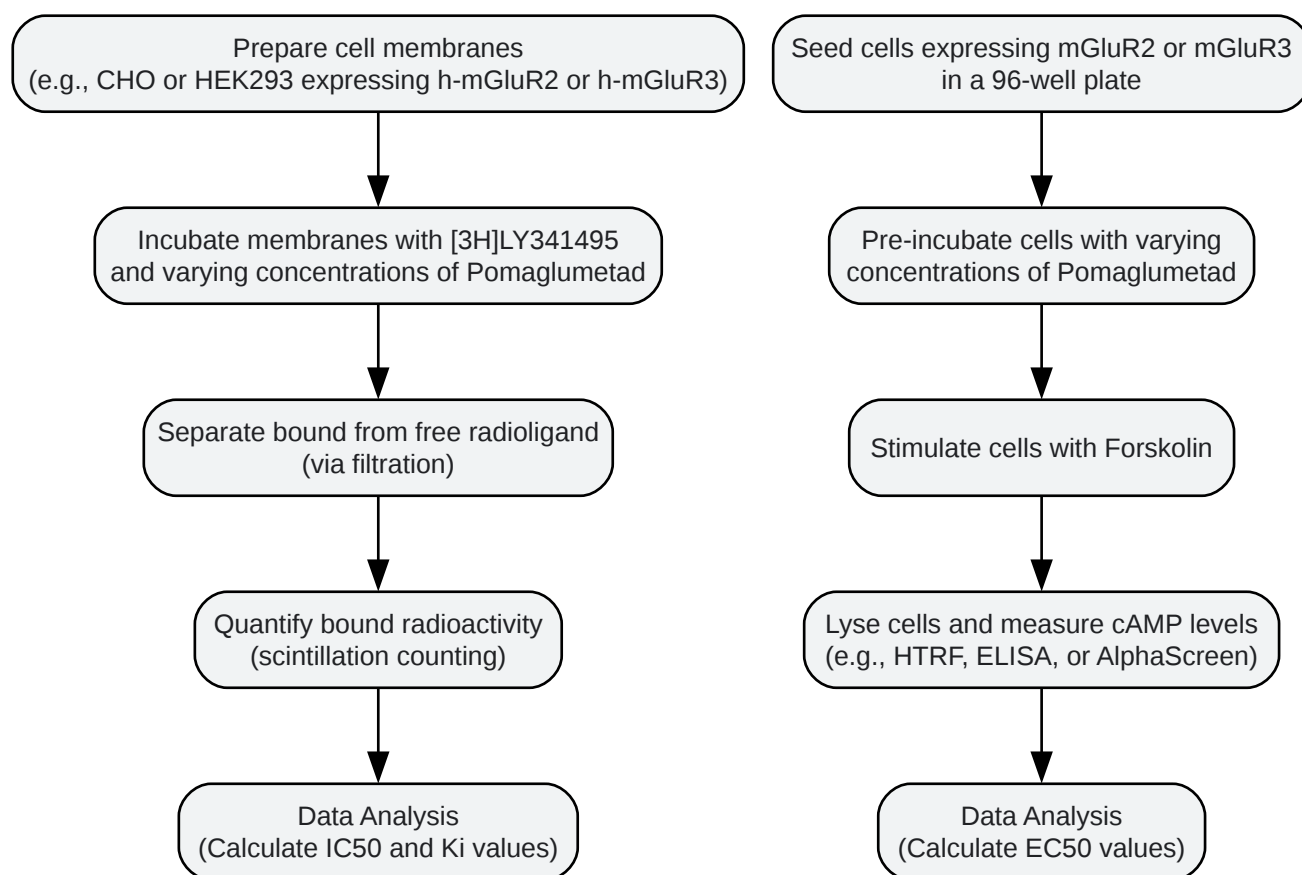 Prepare cell membranes
(e.g., CHO or HEK293 expressing h-mGluR2 or h-mGluR3)
Incubate membranes with [3H]LY341495
and varying concentrations of Pomaglumetad
Separate bound from free radioligand
(via filtration)
Quantify bound radioactivity
(scintillation counting)
Data Analysis
(Calculate IC50 and Ki values)
Seed cells expressing mGluR2 or mGluR3
in a 96-well plate
Pre-incubate cells with varying
concentrations of Pomaglumetad
Stimulate cells with Forskolin
Lyse cells and measure cAMP levels
(e.g., HTRF, ELISA, or AlphaScreen)
Data Analysis
(Calculate EC50 values)